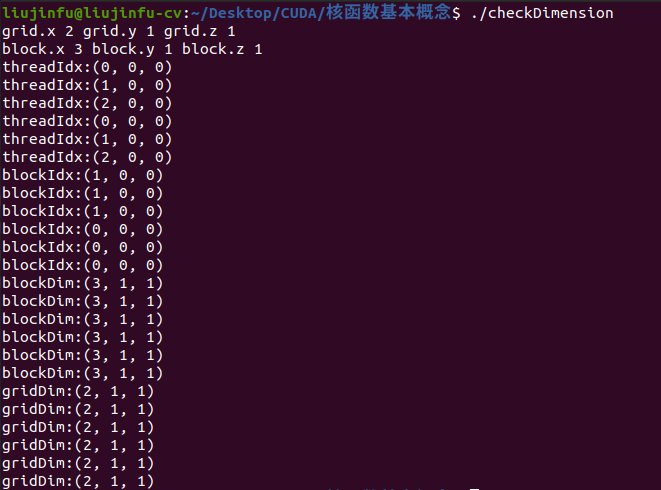 liujinfu@liujinfu-cv:~/Desktop/CUDA/核函数基本概念$ ./checkDimension
grid.x 2 grid.y 1 grid.z 1
block.x 3 block.y 1 block.z 1
threadIdx:(0, 0, 0)
threadIdx:(1, 0, 0)
threadIdx:(2, 0, 0)
threadIdx:(0, 0, 0)
threadIdx:(1, 0, 0)
threadIdx:(2, 0, 0)
blockIdx:(1, 0, 0)
blockIdx:(1, 0, 0)
blockIdx:(1, 0, 0)
blockIdx:(0, 0, 0)
blockIdx:(0, 0, 0)
blockIdx:(0, 0, 0)
blockDim:(3, 1, 1)
blockDim:(3, 1, 1)
blockDim:(3, 1, 1)
blockDim:(3, 1, 1)
blockDim:(3, 1, 1)
blockDim:(3, 1, 1)
gridDim:(2, 1, 1)
gridDim:(2, 1, 1)
gridDim:(2, 1, 1)
gridDim:(2, 1, 1)
gridDim:(2, 1, 1)
gridDim:(2, 1, 1)